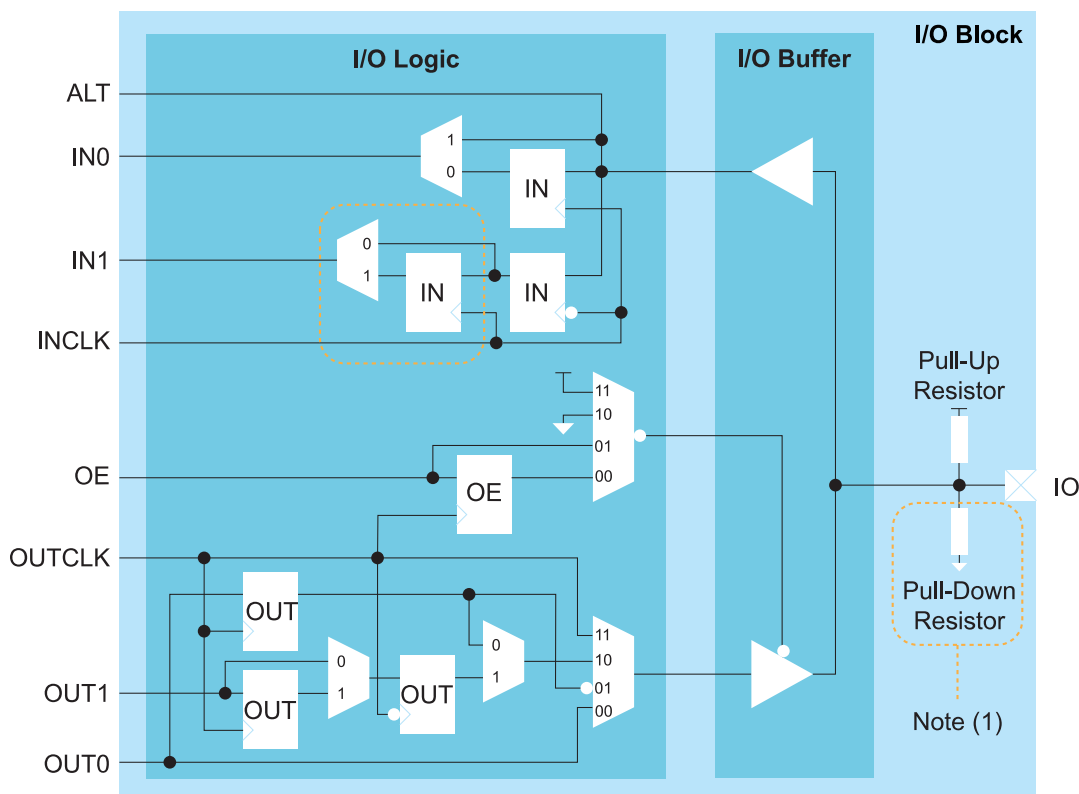 I/O Block
I/O Logic
I/O Buffer
ALT
1
IN0
0
IN
0
IN1
1
IN
IN
INCLK
Pull-Up
Resistor
11
10
01
OE
00
OE
IO
OUTCLK
Pull-Down
Resistor
OUT
11
0
0
10
1
01
OUT1
1
OUT
OUT
00
Note (1)
OUT0